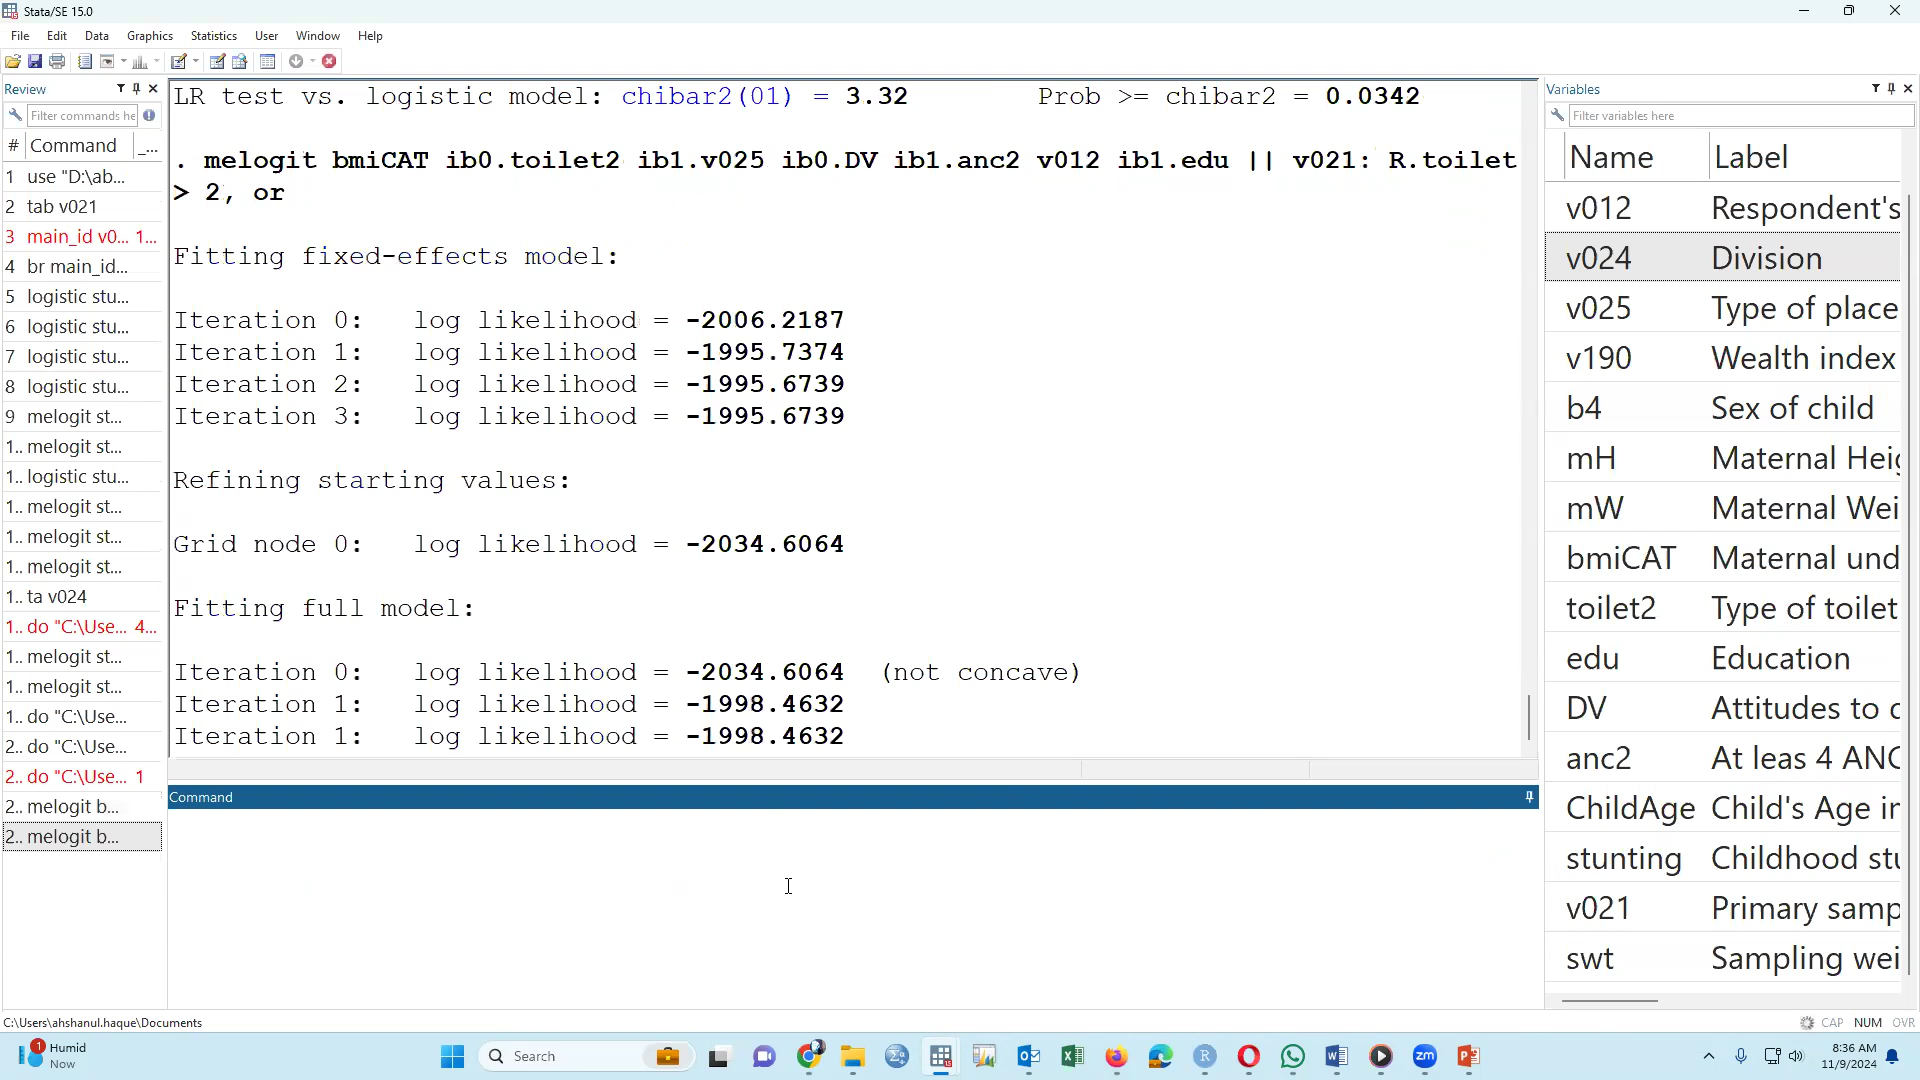 Stata/SE 15.0
File Edit Data Graphics Statistics User Window Help
Review
Filter commands he
# Command _...
1 use "D:\ab...
2 tab v021
3 main_id v0... 1...
4 br main_id...
5 logistic stu...
6 logistic stu...
7 logistic stu...
8 logistic stu...
9 melogit st...
1.. melogit st...
1.. logistic stu...
1.. melogit st...
1.. melogit st...
1.. melogit st...
1.. ta v024
1.. do "C:\Use... 4...
1.. melogit st...
1.. melogit st...
1.. do "C:\Use...
2.. do "C:\Use...
2.. do "C:\Use... 1
2.. melogit b...
2.. melogit b...
LR test vs. logistic model: chibar2(01) = 3.32 Prob >= chibar2 = 0.0342
. melogit bmiCAT ib0.toilet2 ib1.v025 ib0.DV ib1.anc2 v012 ib1.edu || v021: R.toilet
> 2, or
Fitting fixed-effects model:
Iteration 0: log likelihood = -2006.2187
Iteration 1: log likelihood = -1995.7374
Iteration 2: log likelihood = -1995.6739
Iteration 3: log likelihood = -1995.6739
Refining starting values:
Grid node 0: log likelihood = -2034.6064
Fitting full model:
Iteration 0: log likelihood = -2034.6064 (not concave)
Iteration 1: log likelihood = -1998.4632
Iteration 1: log likelihood = -1998.4632
Command
Variables
Filter variables here
Name Label
v012 Respondent's
v024 Division
v025 Type of place
v190 Wealth index
b4 Sex of child
mH Maternal Heig
mW Maternal Wei
bmiCAT Maternal und
toilet2 Type of toilet
edu Education
DV Attitudes to d
anc2 At leas 4 ANC
ChildAge Child's Age in
stunting Childhood stu
v021 Primary samp
swt Sampling wei
C:\Users\ahshanul.haque\Documents
CAP NUM OVR
1
Humid
Now
Search
R
zm
8:36 AM
11/9/2024